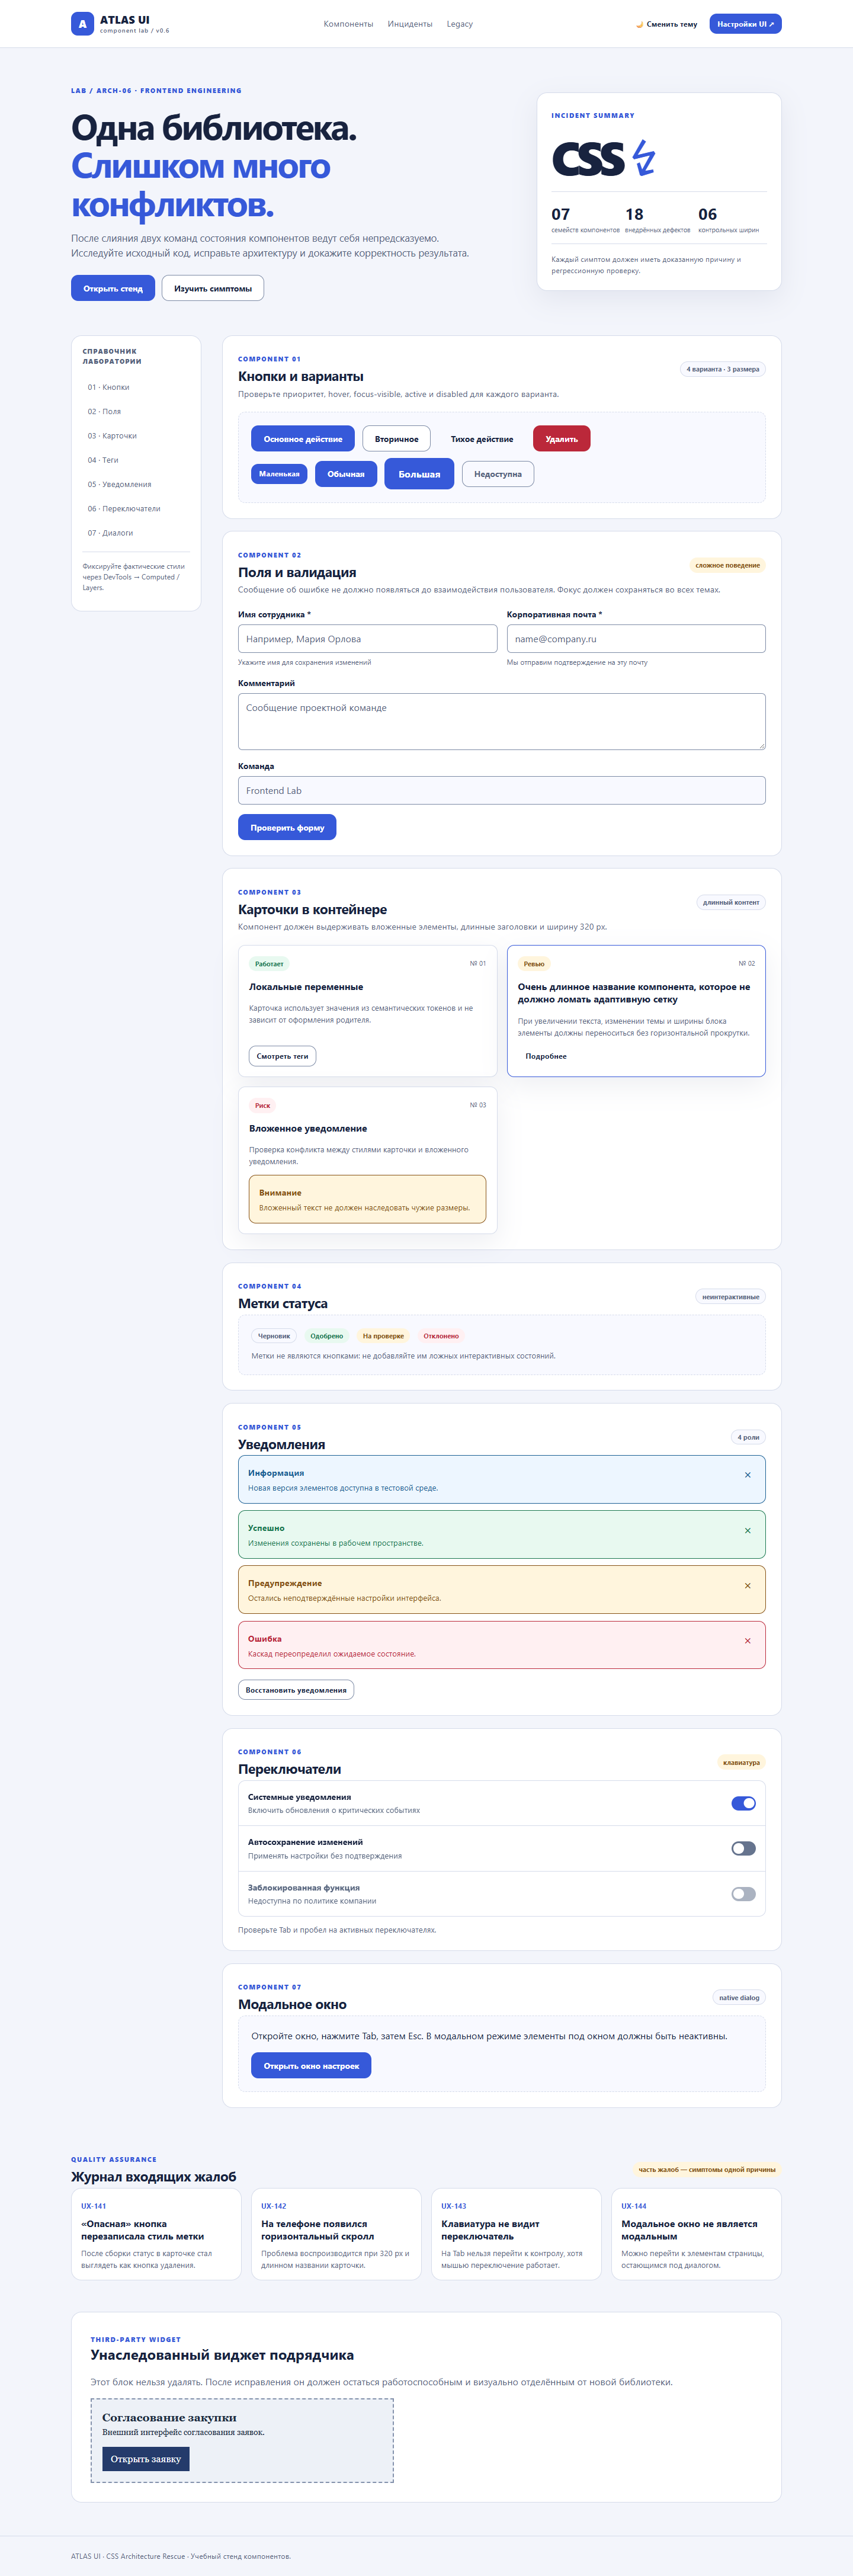 A
ATLAS UI
component lab / v0.6
Компоненты
Инциденты
Legacy
🌙 Сменить тему
Настройки UI ↗
LAB / ARCH-06 · FRONTEND ENGINEERING
Одна библиотека.
Слишком много
конфликтов.
После слияния двух команд состояния компонентов ведут себя непредсказуемо.
Исследуйте исходный код, исправьте архитектуру и докажите корректность результата.
Открыть стенд
Изучить симптомы
INCIDENT SUMMARY
CSS↯
07
семейств компонентов
18
внедрённых дефектов
06
контрольных ширин
Каждый симптом должен иметь доказанную причину и
регрессионную проверку.
СПРАВОЧНИК
ЛАБОРАТОРИИ
01 · Кнопки
02 · Поля
03 · Карточки
04 · Теги
05 · Уведомления
06 · Переключатели
07 · Диалоги
Фиксируйте фактические стили
через DevTools → Computed /
Layers.
COMPONENT 01
Кнопки и варианты
Проверьте приоритет, hover, focus-visible, active и disabled для каждого варианта.
4 варианта · 3 размера
Основное действие
Вторичное
Тихое действие
Удалить
Маленькая
Обычная
Большая
Недоступна
COMPONENT 02
Поля и валидация
Сообщение об ошибке не должно появляться до взаимодействия пользователя. Фокус должен сохраняться во всех темах.
сложное поведение
Имя сотрудника *
Например, Мария Орлова
Укажите имя для сохранения изменений
Корпоративная почта *
name@company.ru
Мы отправим подтверждение на эту почту
Комментарий
Сообщение проектной команде
Команда
Frontend Lab
Проверить форму
COMPONENT 03
Карточки в контейнере
Компонент должен выдерживать вложенные элементы, длинные заголовки и ширину 320 px.
длинный контент
Работает
№ 01
Локальные переменные
Карточка использует значения из семантических токенов и не
зависит от оформления родителя.
Смотреть теги
Ревью
№ 02
Очень длинное название компонента, которое не
должно ломать адаптивную сетку
При увеличении текста, изменении темы и ширины блока
элементы должны переноситься без горизонтальной прокрутки.
Подробнее
Риск
№ 03
Вложенное уведомление
Проверка конфликта между стилями карточки и вложенного
уведомления.
Внимание
Вложенный текст не должен наследовать чужие размеры.
COMPONENT 04
Метки статуса
неинтерактивные
Черновик
Одобрено
На проверке
Отклонено
Метки не являются кнопками: не добавляйте им ложных интерактивных состояний.
COMPONENT 05
Уведомления
4 роли
Информация
Новая версия элементов доступна в тестовой среде.
×
Успешно
Изменения сохранены в рабочем пространстве.
×
Предупреждение
Остались неподтверждённые настройки интерфейса.
×
Ошибка
Каскад переопределил ожидаемое состояние.
×
Восстановить уведомления
COMPONENT 06
Переключатели
клавиатура
Системные уведомления
Включить обновления о критических событиях
Автосохранение изменений
Применять настройки без подтверждения
Заблокированная функция
Недоступна по политике компании
Проверьте Tab и пробел на активных переключателях.
COMPONENT 07
Модальное окно
native dialog
Откройте окно, нажмите Tab, затем Esc. В модальном режиме элементы под окном должны быть неактивны.
Открыть окно настроек
QUALITY ASSURANCE
Журнал входящих жалоб
часть жалоб — симптомы одной причины
UX-141
«Опасная» кнопка
перезаписала стиль метки
После сборки статус в карточке стал
выглядеть как кнопка удаления.
UX-142
На телефоне появился
горизонтальный скролл
Проблема воспроизводится при 320 px и
длинном названии карточки.
UX-143
Клавиатура не видит
переключатель
На Tab нельзя перейти к контролу, хотя
мышью переключение работает.
UX-144
Модальное окно не является
модальным
Можно перейти к элементам страницы,
остающимся под диалогом.
THIRD-PARTY WIDGET
Унаследованный виджет подрядчика
Этот блок нельзя удалять. После исправления он должен остаться работоспособным и визуально отделённым от новой библиотеки.
Согласование закупки
Внешний интерфейс согласования заявок.
Открыть заявку
ATLAS UI · CSS Architecture Rescue · Учебный стенд компонентов.